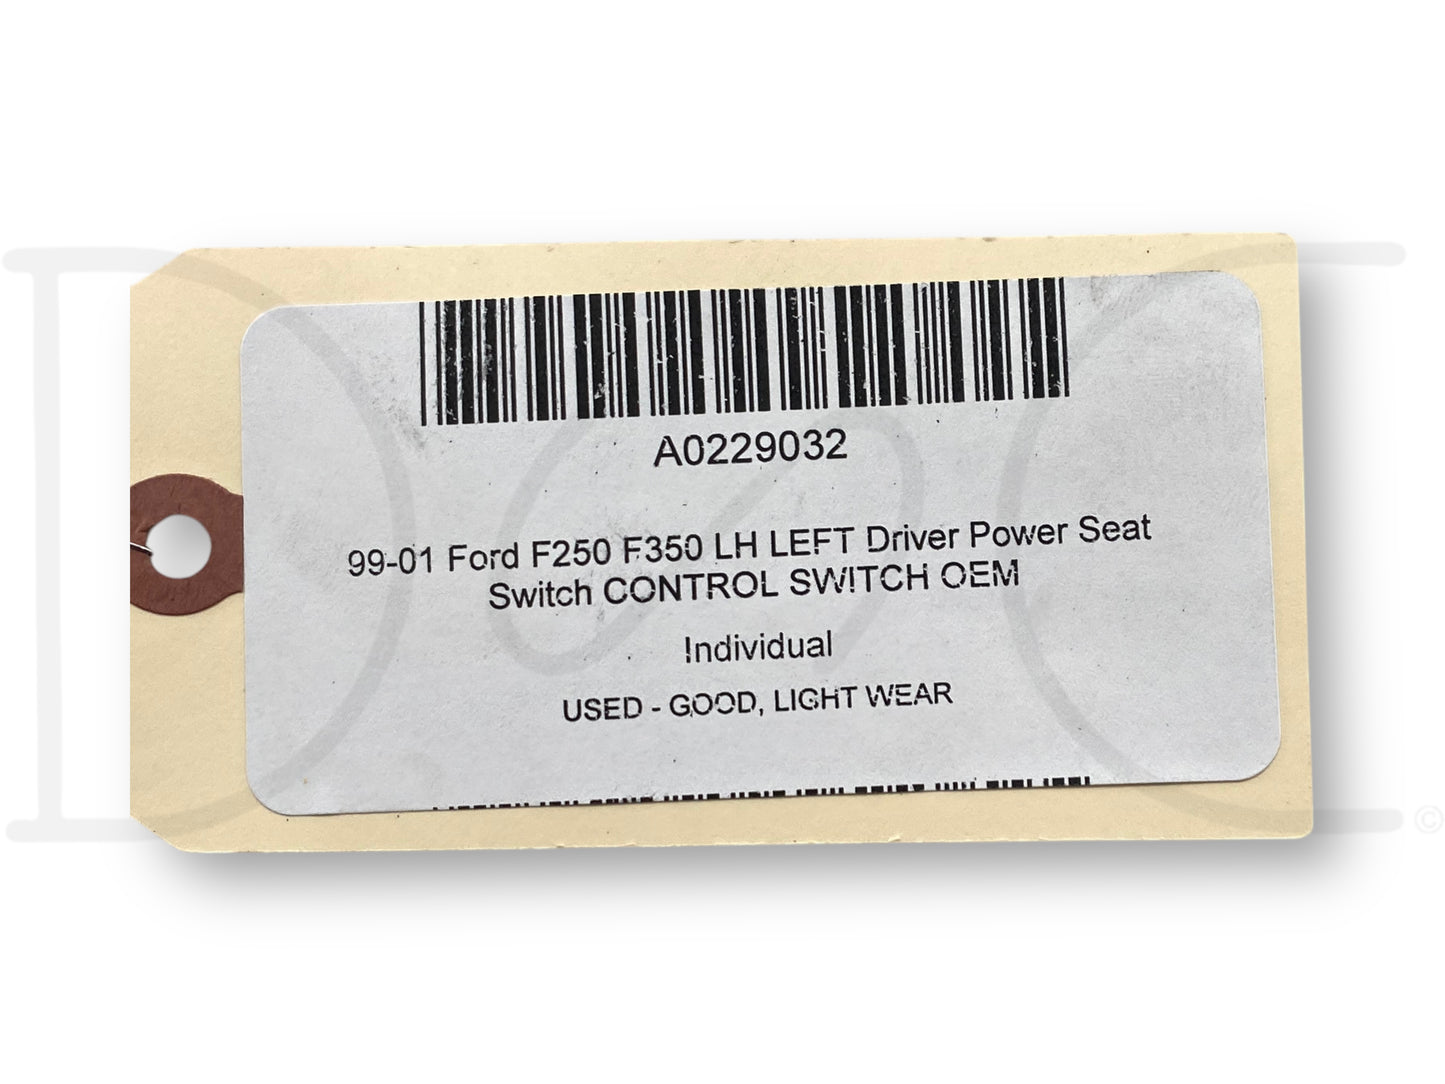 A0229032
99-01 Ford F250 F350 LH LEFT Driver Power Seat
Switch CONTROL SWITCH OEM
Individual
USED - GOOD, LIGHT WEAR
©